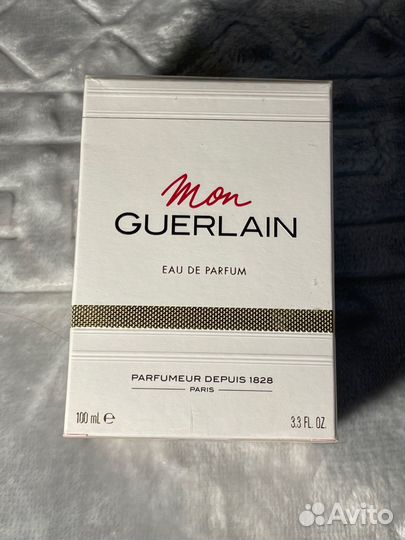 Mon
GUERLAIN
EAU DE PARFUM
PARFUMEUR DEPUIS 1828
PARIS
100 mL ℮ 3.3 FL. OZ.
Avito